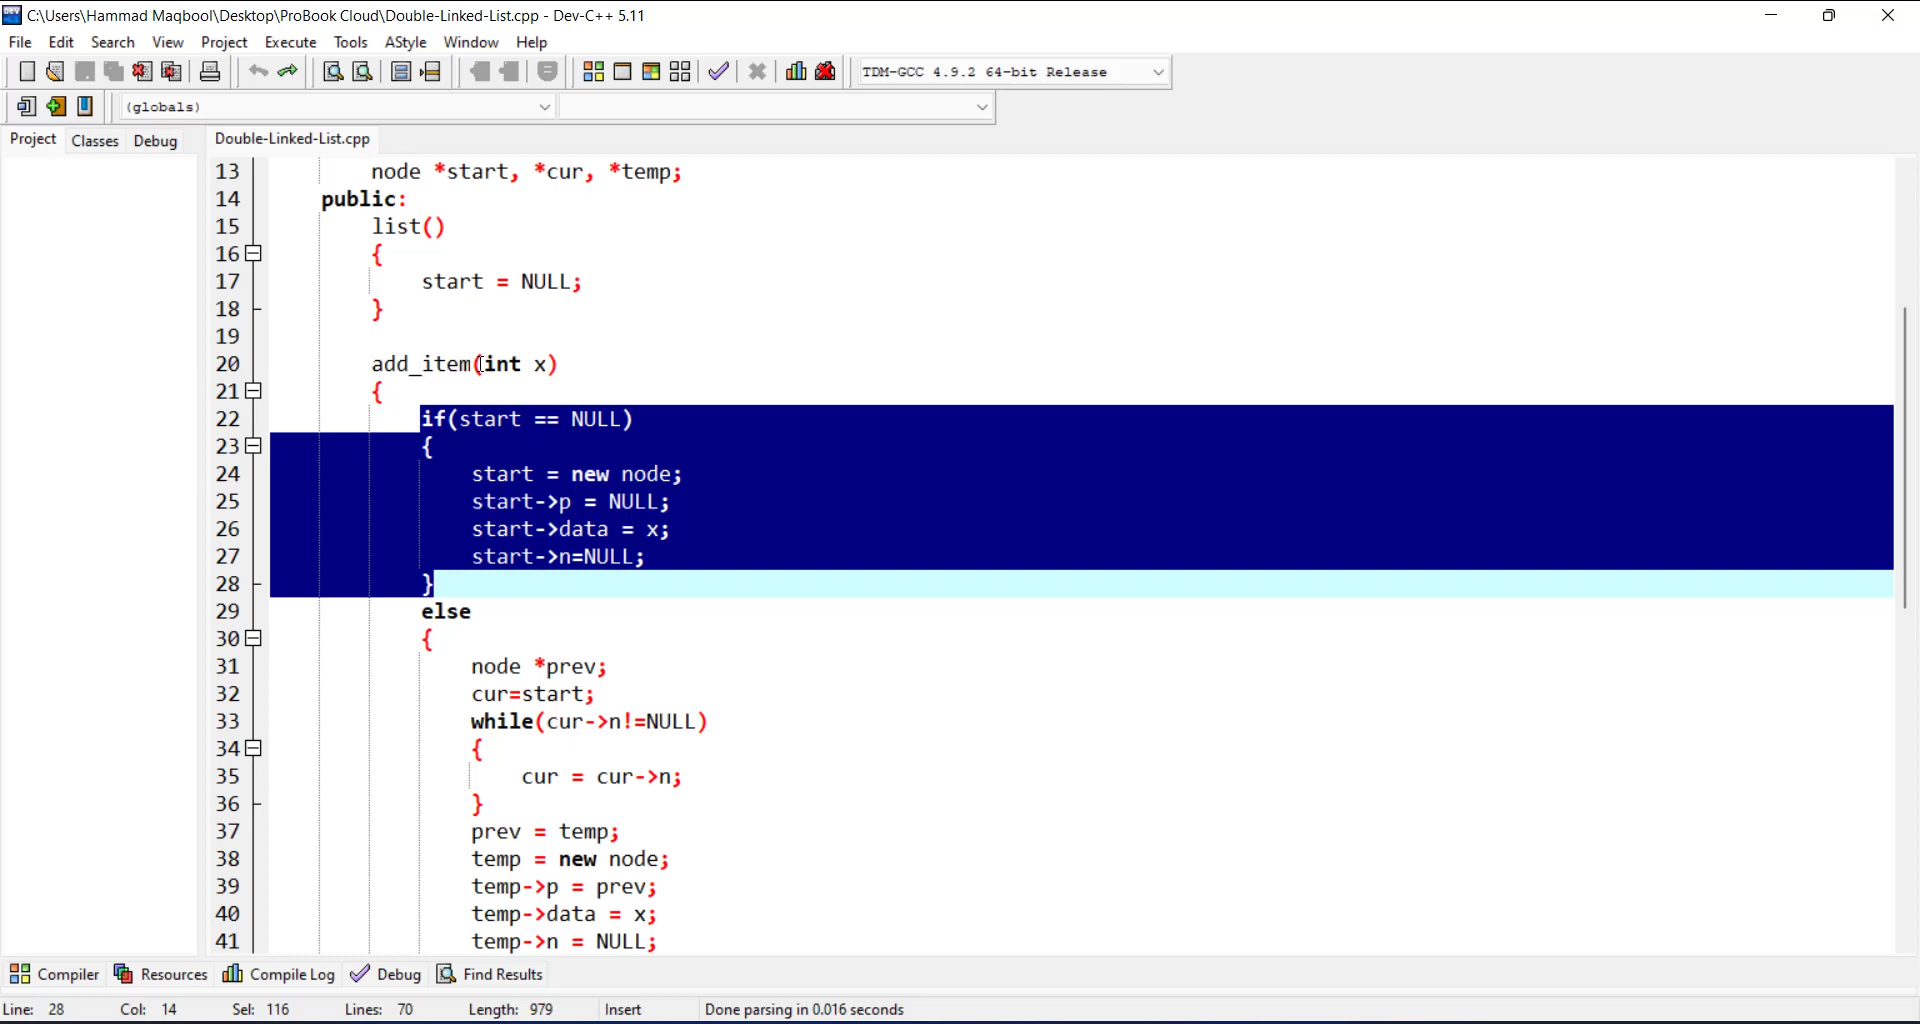 C:\Users\Hammad Maqbool\Desktop\ProBook Cloud\Double-Linked-List.cpp - Dev-C++ 5.11
File Edit Search View Project Execute Tools AStyle Window Help
TDM-GCC 4.9.2 64-bit Release
(globals)
Project Classes Debug Double-Linked-List.cpp
13 node *start, *cur, *temp;
14 public:
15 list()
16 {
17 start = NULL;
18 }
19
20 add_item(int x)
21 {
22 if(start == NULL)
23 {
24 start = new node;
25 start->p = NULL;
26 start->data = x;
27 start->n=NULL;
28 }
29 else
30 {
31 node *prev;
32 cur=start;
33 while(cur->n!=NULL)
34 {
35 cur = cur->n;
36 }
37 prev = temp;
38 temp = new node;
39 temp->p = prev;
40 temp->data = x;
41 temp->n = NULL;
Compiler Resources Compile Log Debug Find Results
Line: 28 Col: 14 Sel: 116 Lines: 70 Length: 979 Insert Done parsing in 0.016 seconds